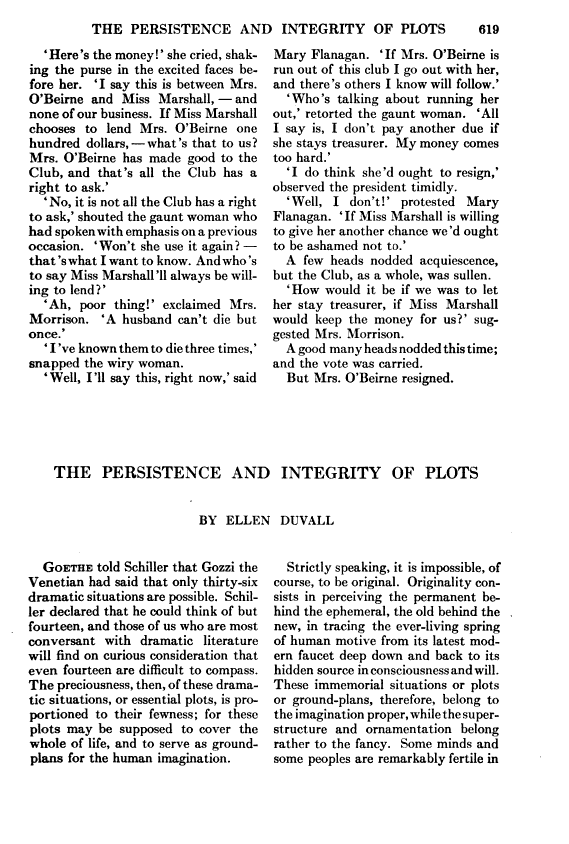 THE PERSISTENCE AND INTEGRITY OF PLOTS 619
‘Here’s the money!’ she cried, shak-
ing the purse in the excited faces be-
fore her. ‘I say this is between Mrs.
O’Beirne and Miss Marshall, — and
none of our business. If Miss Marshall
chooses to lend Mrs. O’Beirne one
hundred dollars, — what’s that to us?
Mrs. O’Beirne has made good to the
Club, and that’s all the Club has a
right to ask.’
‘No, it is not all the Club has a right
to ask,’ shouted the gaunt woman who
had spoken with emphasis on a previous
occasion. ‘Won’t she use it again? —
that’s what I want to know. And who’s
to say Miss Marshall’ll always be will-
ing to lend?’
‘Ah, poor thing!’ exclaimed Mrs.
Morrison. ‘A husband can’t die but
once.’
‘I’ve known them to die three times,’
snapped the wiry woman.
‘Well, I’ll say this, right now,’ said
Mary Flanagan. ‘If Mrs. O’Beirne is
run out of this club I go out with her,
and there’s others I know will follow.’
‘Who’s talking about running her
out,’ retorted the gaunt woman. ‘All
I say is, I don’t pay another due if
she stays treasurer. My money comes
too hard.’
‘I do think she’d ought to resign,’
observed the president timidly.
‘Well, I don’t!’ protested Mary
Flanagan. ‘If Miss Marshall is willing
to give her another chance we’d ought
to be ashamed not to.’
A few heads nodded acquiescence,
but the Club, as a whole, was sullen.
‘How would it be if we was to let
her stay treasurer, if Miss Marshall
would keep the money for us?’ sug-
gested Mrs. Morrison.
A good many heads nodded this time;
and the vote was carried.
But Mrs. O’Beirne resigned.
THE PERSISTENCE AND INTEGRITY OF PLOTS
BY ELLEN DUVALL
GOETHE told Schiller that Gozzi the
Venetian had said that only thirty-six
dramatic situations are possible. Schil-
ler declared that he could think of but
fourteen, and those of us who are most
conversant with dramatic literature
will find on curious consideration that
even fourteen are difficult to compass.
The preciousness, then, of these drama-
tic situations, or essential plots, is pro-
portioned to their fewness; for these
plots may be supposed to cover the
whole of life, and to serve as ground-
plans for the human imagination.
Strictly speaking, it is impossible, of
course, to be original. Originality con-
sists in perceiving the permanent be-
hind the ephemeral, the old behind the
new, in tracing the ever-living spring
of human motive from its latest mod-
ern faucet deep down and back to its
hidden source in consciousness and will.
These immemorial situations or plots
or ground-plans, therefore, belong to
the imagination proper, while the super-
structure and ornamentation belong
rather to the fancy. Some minds and
some peoples are remarkably fertile in